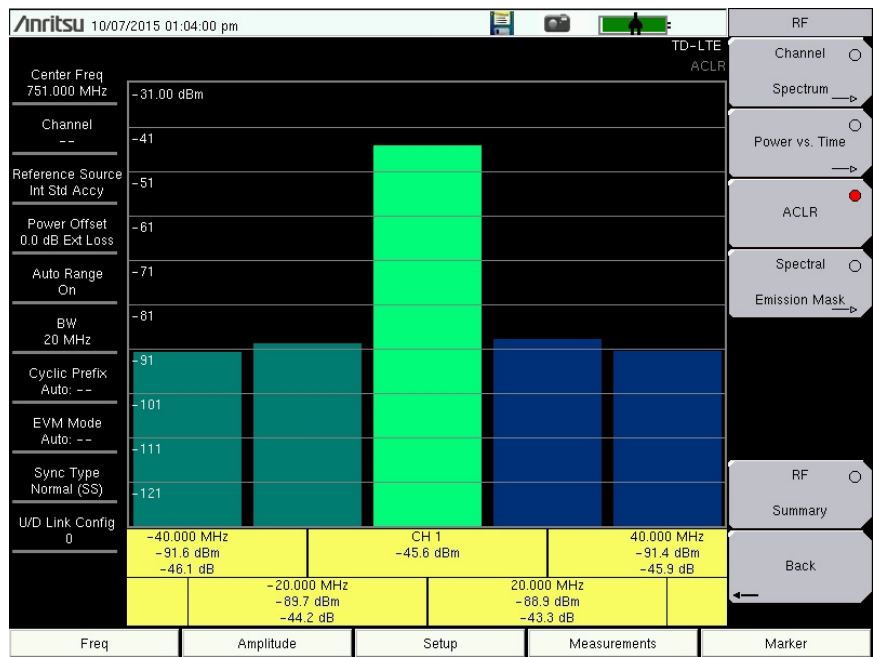 Anritsu 10/07/2015 01:04:00 pm
RF
TD-LTE
ACLR
Center Freq
751.000 MHz
Channel
--
Reference Source
Int Std Accy
Power Offset
0.0 dB Ext Loss
Auto Range
On
BW
20 MHz
Cyclic Prefix
Auto: --
EVM Mode
Auto: --
Sync Type
Normal (SS)
U/D Link Config
0
-31.00 dBm
-41
-51
-61
-71
-81
-91
-101
-111
-121
-40.000 MHz
-91.6 dBm
-46.1 dB
CH 1
-45.6 dBm
40.000 MHz
-91.4 dBm
-45.9 dB
-20.000 MHz
-89.7 dBm
-44.2 dB
20.000 MHz
-88.9 dBm
-43.3 dB
Channel
Spectrum
Power vs. Time
ACLR
Spectral
Emission Mask
RF
Summary
Back
Freq
Amplitude
Setup
Measurements
Marker